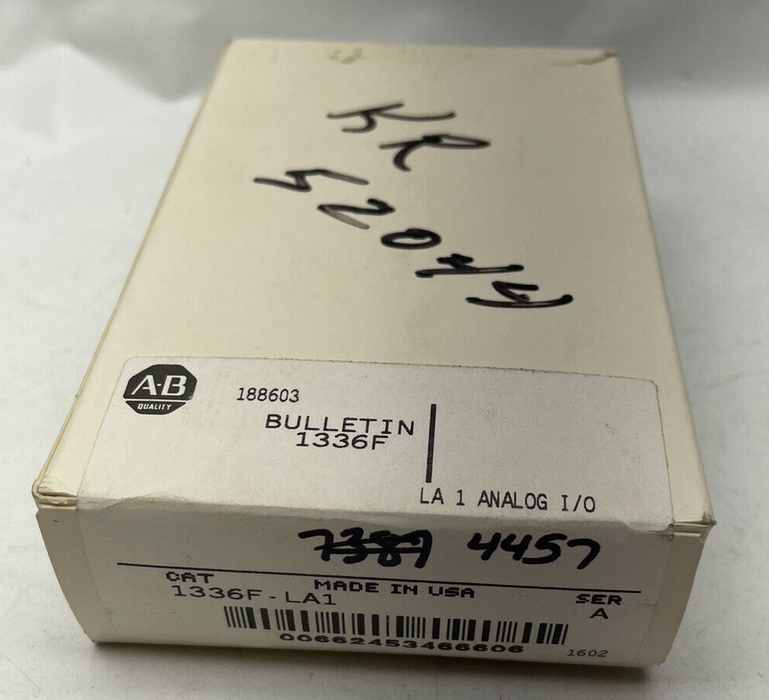 KR
52044
A-B
QUALITY
188603
BULLETIN
1336F
LA 1 ANALOG I/O
7387 4457
CAT MADE IN USA SER
1336F-LA1 A
00662453466606
1602